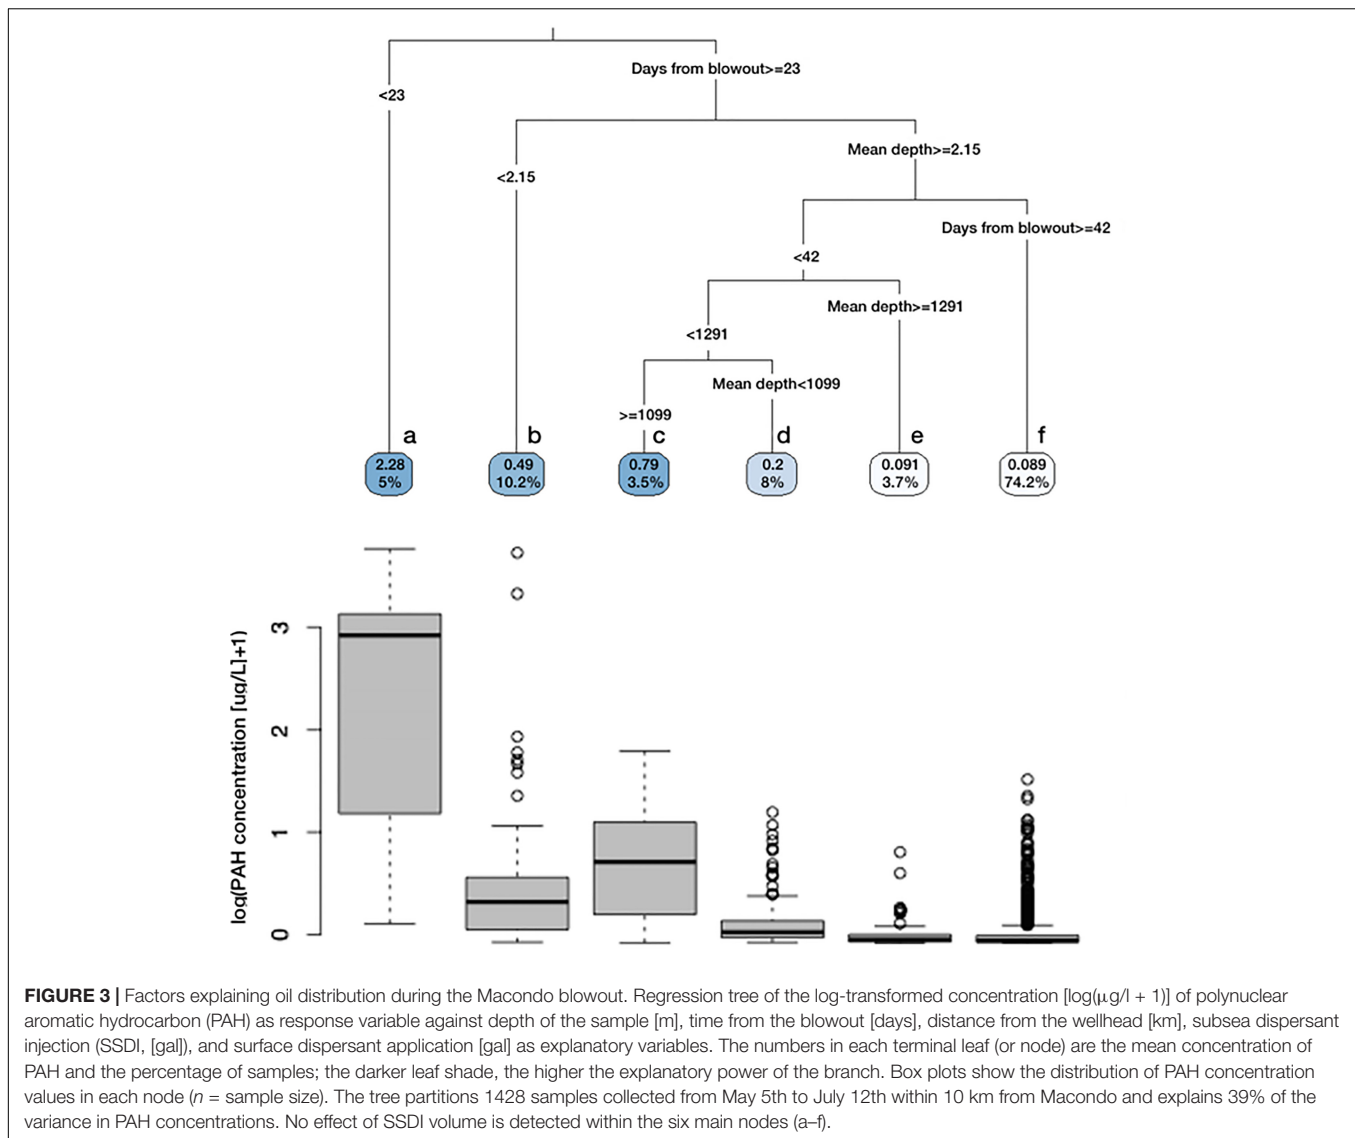 Days from blowout>=23
<23
Mean depth>=2.15
<2.15
Days from blowout>=42
<42
Mean depth>=1291
<1291
Mean depth<1099
>=1099
a b c d e f
2.28 0.49 0.79 0.2 0.091 0.089
5% 10.2% 3.5% 8% 3.7% 74.2%
log(PAH concentration [ug/L]+1)
3
2
1
0
FIGURE 3 | Factors explaining oil distribution during the Macondo blowout. Regression tree of the log-transformed concentration [log(μg/l + 1)] of polynuclear
aromatic hydrocarbon (PAH) as response variable against depth of the sample [m], time from the blowout [days], distance from the wellhead [km], subsea dispersant
injection (SSDI, [gal]), and surface dispersant application [gal] as explanatory variables. The numbers in each terminal leaf (or node) are the mean concentration of
PAH and the percentage of samples; the darker leaf shade, the higher the explanatory power of the branch. Box plots show the distribution of PAH concentration
values in each node (n = sample size). The tree partitions 1428 samples collected from May 5th to July 12th within 10 km from Macondo and explains 39% of the
variance in PAH concentrations. No effect of SSDI volume is detected within the six main nodes (a–f).